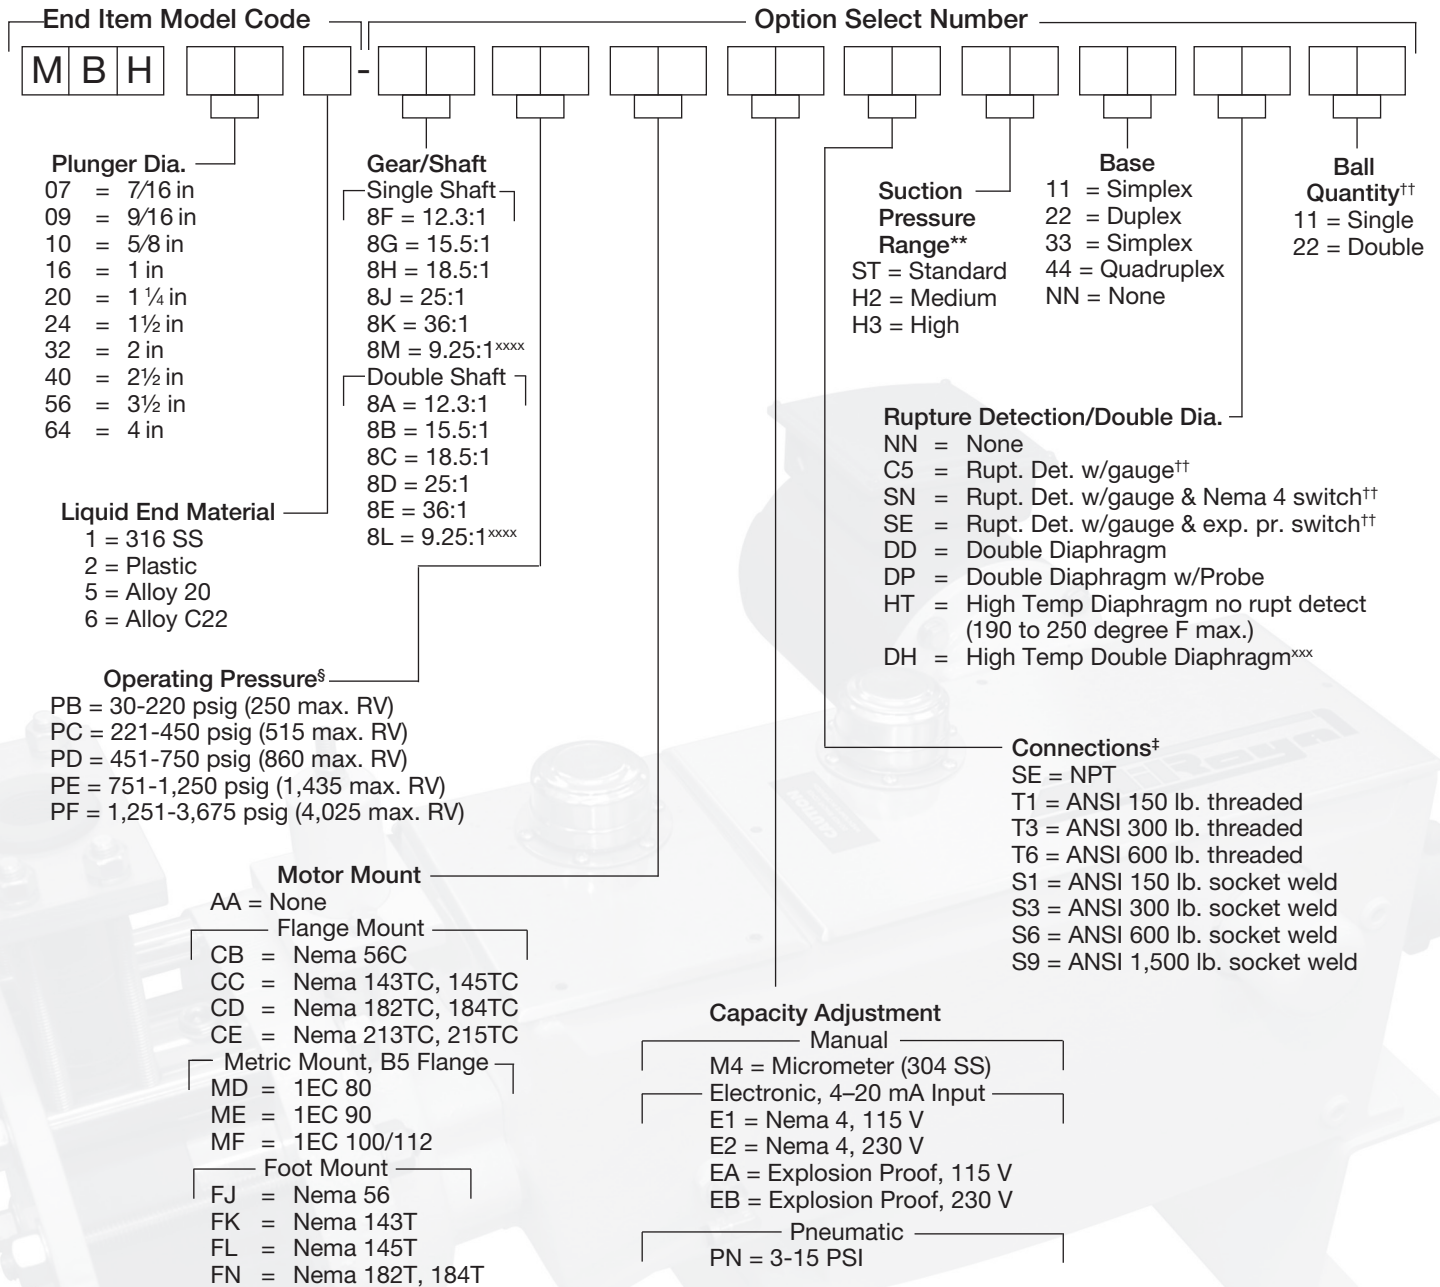 End Item Model Code
Option Select Number
M B H
-
Plunger Dia.
07 = 7/16 in
09 = 9/16 in
10 = 5/8 in
16 = 1 in
20 = 1 ¼ in
24 = 1½ in
32 = 2 in
40 = 2½ in
56 = 3½ in
64 = 4 in
Liquid End Material
1 = 316 SS
2 = Plastic
5 = Alloy 20
6 = Alloy C22
Gear/Shaft
Single Shaft
8F = 12.3:1
8G = 15.5:1
8H = 18.5:1
8J = 25:1
8K = 36:1
8M = 9.25:1xxxx
Double Shaft
8A = 12.3:1
8B = 15.5:1
8C = 18.5:1
8D = 25:1
8E = 36:1
8L = 9.25:1xxxx
Operating Pressure§
PB = 30-220 psig (250 max. RV)
PC = 221-450 psig (515 max. RV)
PD = 451-750 psig (860 max. RV)
PE = 751-1,250 psig (1,435 max. RV)
PF = 1,251-3,675 psig (4,025 max. RV)
Motor Mount
AA = None
Flange Mount
CB = Nema 56C
CC = Nema 143TC, 145TC
CD = Nema 182TC, 184TC
CE = Nema 213TC, 215TC
Metric Mount, B5 Flange
MD = 1EC 80
ME = 1EC 90
MF = 1EC 100/112
Foot Mount
FJ = Nema 56
FK = Nema 143T
FL = Nema 145T
FN = Nema 182T, 184T
Capacity Adjustment
Manual
M4 = Micrometer (304 SS)
Electronic, 4–20 mA Input
E1 = Nema 4, 115 V
E2 = Nema 4, 230 V
EA = Explosion Proof, 115 V
EB = Explosion Proof, 230 V
Pneumatic
PN = 3-15 PSI
Connections‡
SE = NPT
T1 = ANSI 150 lb. threaded
T3 = ANSI 300 lb. threaded
T6 = ANSI 600 lb. threaded
S1 = ANSI 150 lb. socket weld
S3 = ANSI 300 lb. socket weld
S6 = ANSI 600 lb. socket weld
S9 = ANSI 1,500 lb. socket weld
Suction
Pressure
Range**
ST = Standard
H2 = Medium
H3 = High
Base
11 = Simplex
22 = Duplex
33 = Simplex
44 = Quadruplex
NN = None
Rupture Detection/Double Dia.
NN = None
C5 = Rupt. Det. w/gauge††
SN = Rupt. Det. w/gauge & Nema 4 switch††
SE = Rupt. Det. w/gauge & exp. pr. switch††
DD = Double Diaphragm
DP = Double Diaphragm w/Probe
HT = High Temp Diaphragm no rupt detect
(190 to 250 degree F max.)
DH = High Temp Double Diaphragmxxx
Ball
Quantity††
11 = Single
22 = Double
Royal
CAUTION